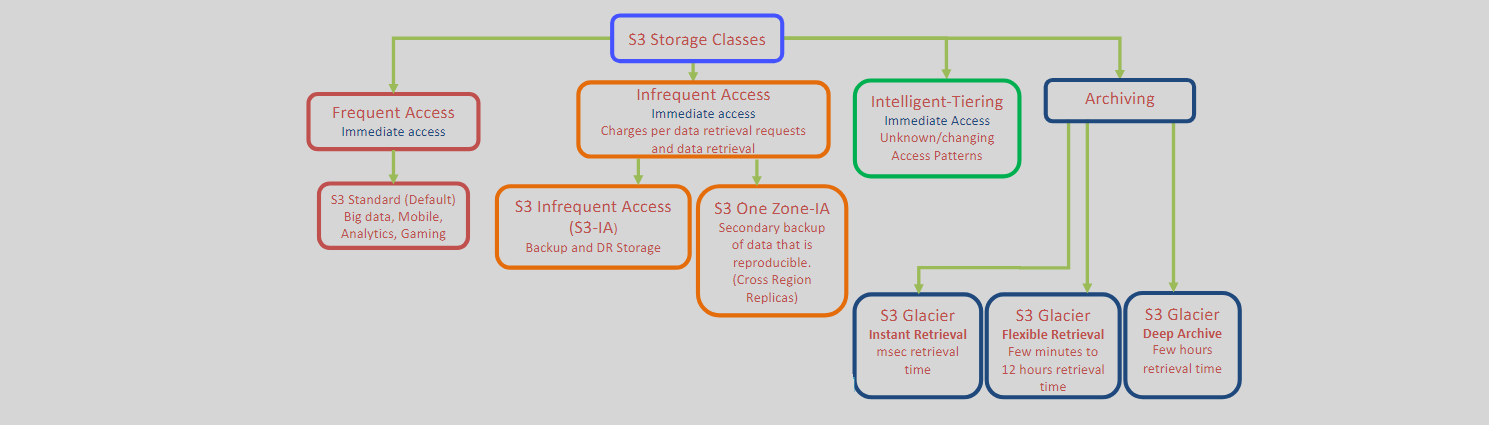 S3 Storage Classes
Frequent Access
Immediate access
Infrequent Access
Immediate access
Charges per data retrieval requests
and data retrieval
Intelligent-Tiering
Immediate Access
Unknown/changing
Access Patterns
Archiving
S3 Standard (Default)
Big data, Mobile,
Analytics, Gaming
S3 Infrequent Access
(S3-IA)
Backup and DR Storage
S3 One Zone-IA
Secondary backup
of data that is
reproducible.
(Cross Region
Replicas)
S3 Glacier
Instant Retrieval
msec retrieval
time
S3 Glacier
Flexible Retrieval
Few minutes to
12 hours retrieval
time
S3 Glacier
Deep Archive
Few hours
retrieval time